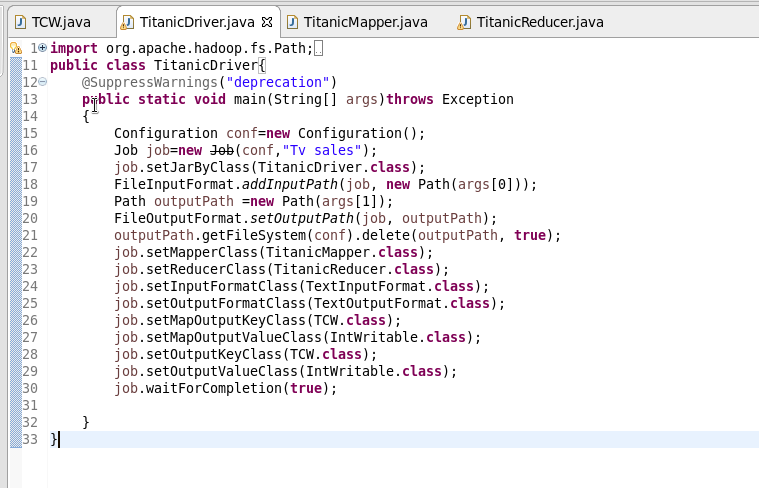 TCW.java TitanicDriver.java TitanicMapper.java TitanicReducer.java
1 import org.apache.hadoop.fs.Path;
11 public class TitanicDriver{
12 @SuppressWarnings("deprecation")
13 public static void main(String[] args)throws Exception
14 {
15 Configuration conf=new Configuration();
16 Job job=new Job(conf,"Tv sales");
17 job.setJarByClass(TitanicDriver.class);
18 FileInputFormat.addInputPath(job, new Path(args[0]));
19 Path outputPath =new Path(args[1]);
20 FileOutputFormat.setOutputPath(job, outputPath);
21 outputPath.getFileSystem(conf).delete(outputPath, true);
22 job.setMapperClass(TitanicMapper.class);
23 job.setReducerClass(TitanicReducer.class);
24 job.setInputFormatClass(TextInputFormat.class);
25 job.setOutputFormatClass(TextOutputFormat.class);
26 job.setMapOutputKeyClass(TCW.class);
27 job.setMapOutputValueClass(IntWritable.class);
28 job.setOutputKeyClass(TCW.class);
29 job.setOutputValueClass(IntWritable.class);
30 job.waitForCompletion(true);
31
32 }
33 }